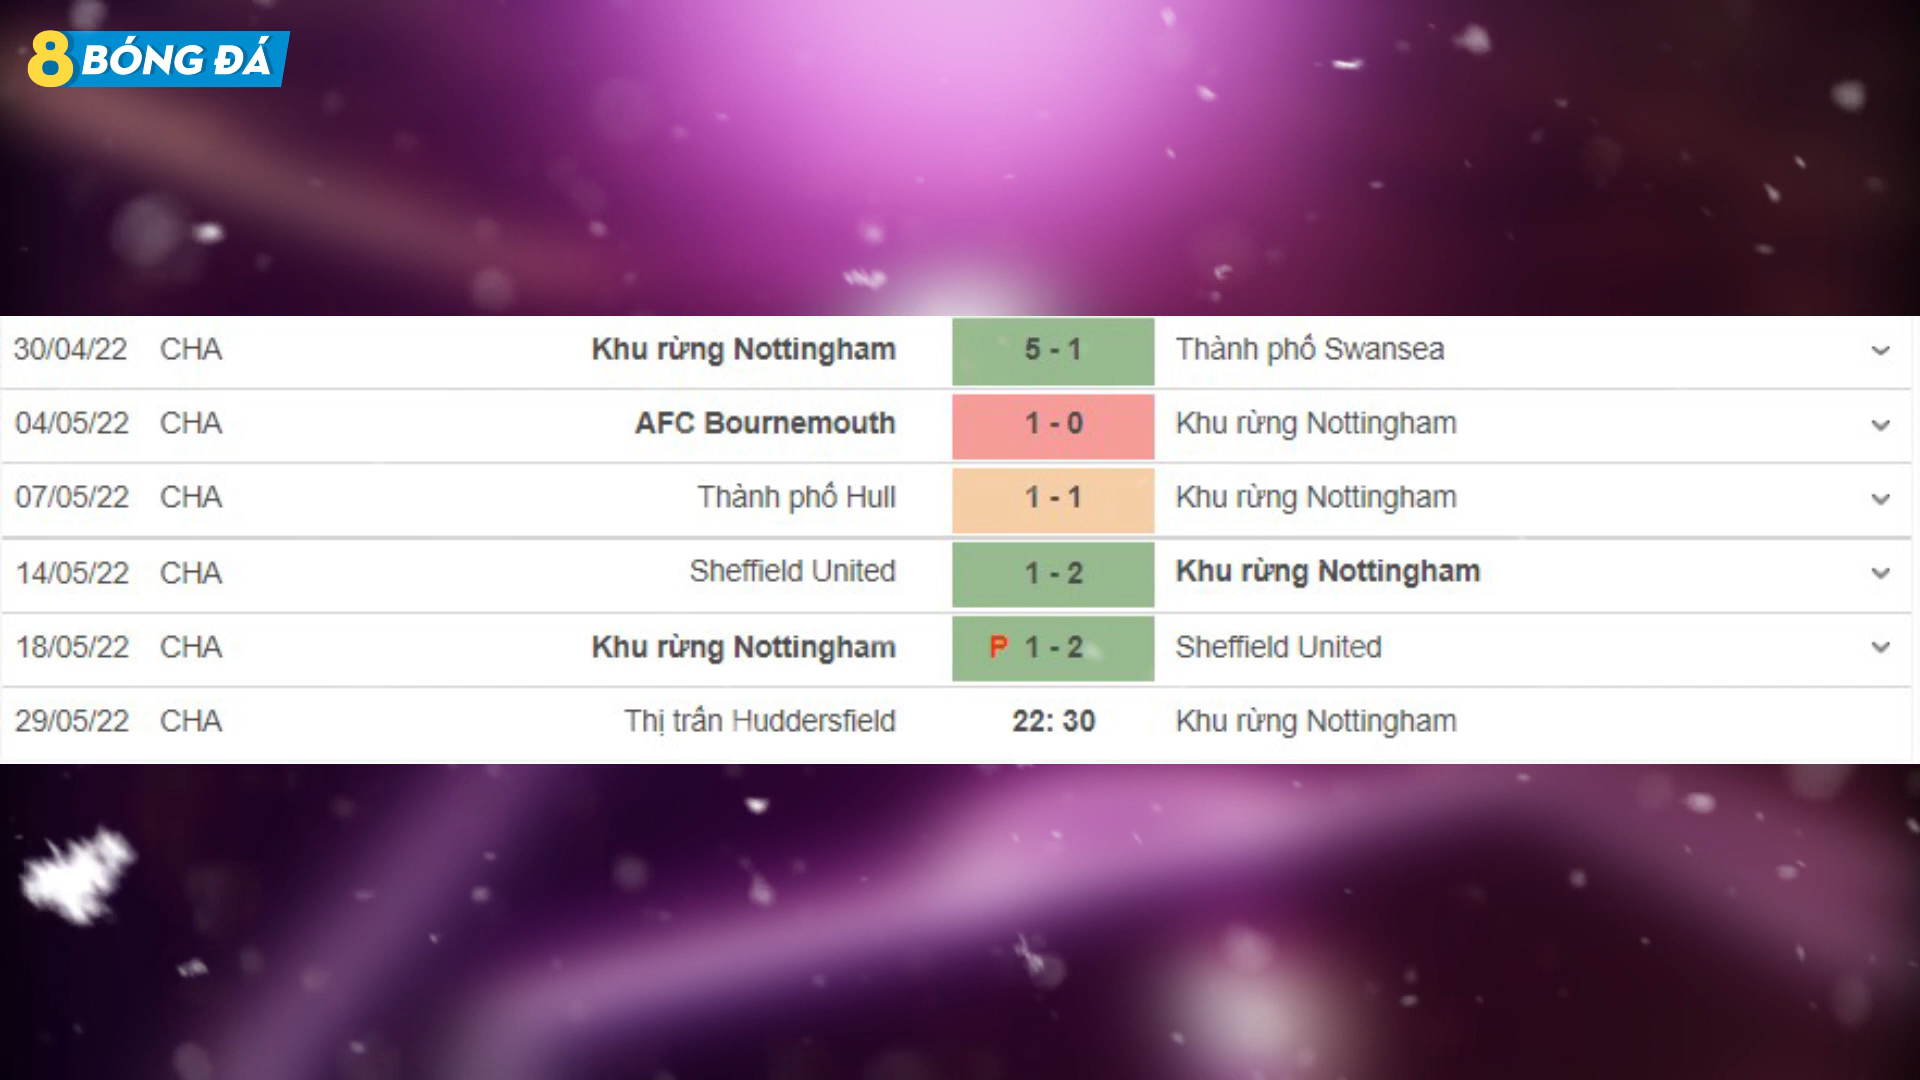 8 BÓNG ĐÁ
30/04/22 CHA Khu rừng Nottingham 5 - 1 Thành phố Swansea
04/05/22 CHA AFC Bournemouth 1 - 0 Khu rừng Nottingham
07/05/22 CHA Thành phố Hull 1 - 1 Khu rừng Nottingham
14/05/22 CHA Sheffield United 1 - 2 Khu rừng Nottingham
18/05/22 CHA Khu rừng Nottingham P 1 - 2 Sheffield United
29/05/22 CHA Thị trấn Huddersfield 22: 30 Khu rừng Nottingham